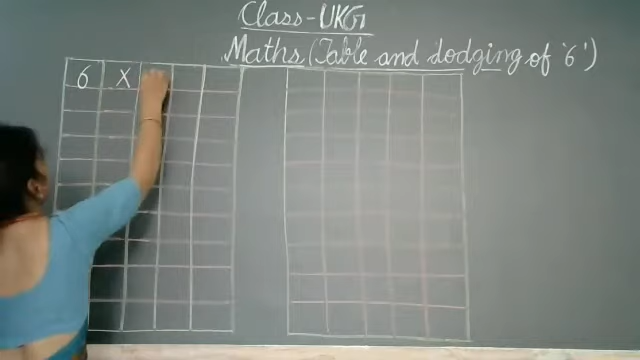 Class-UKG
Maths (Table and dodging of '6')
6 X